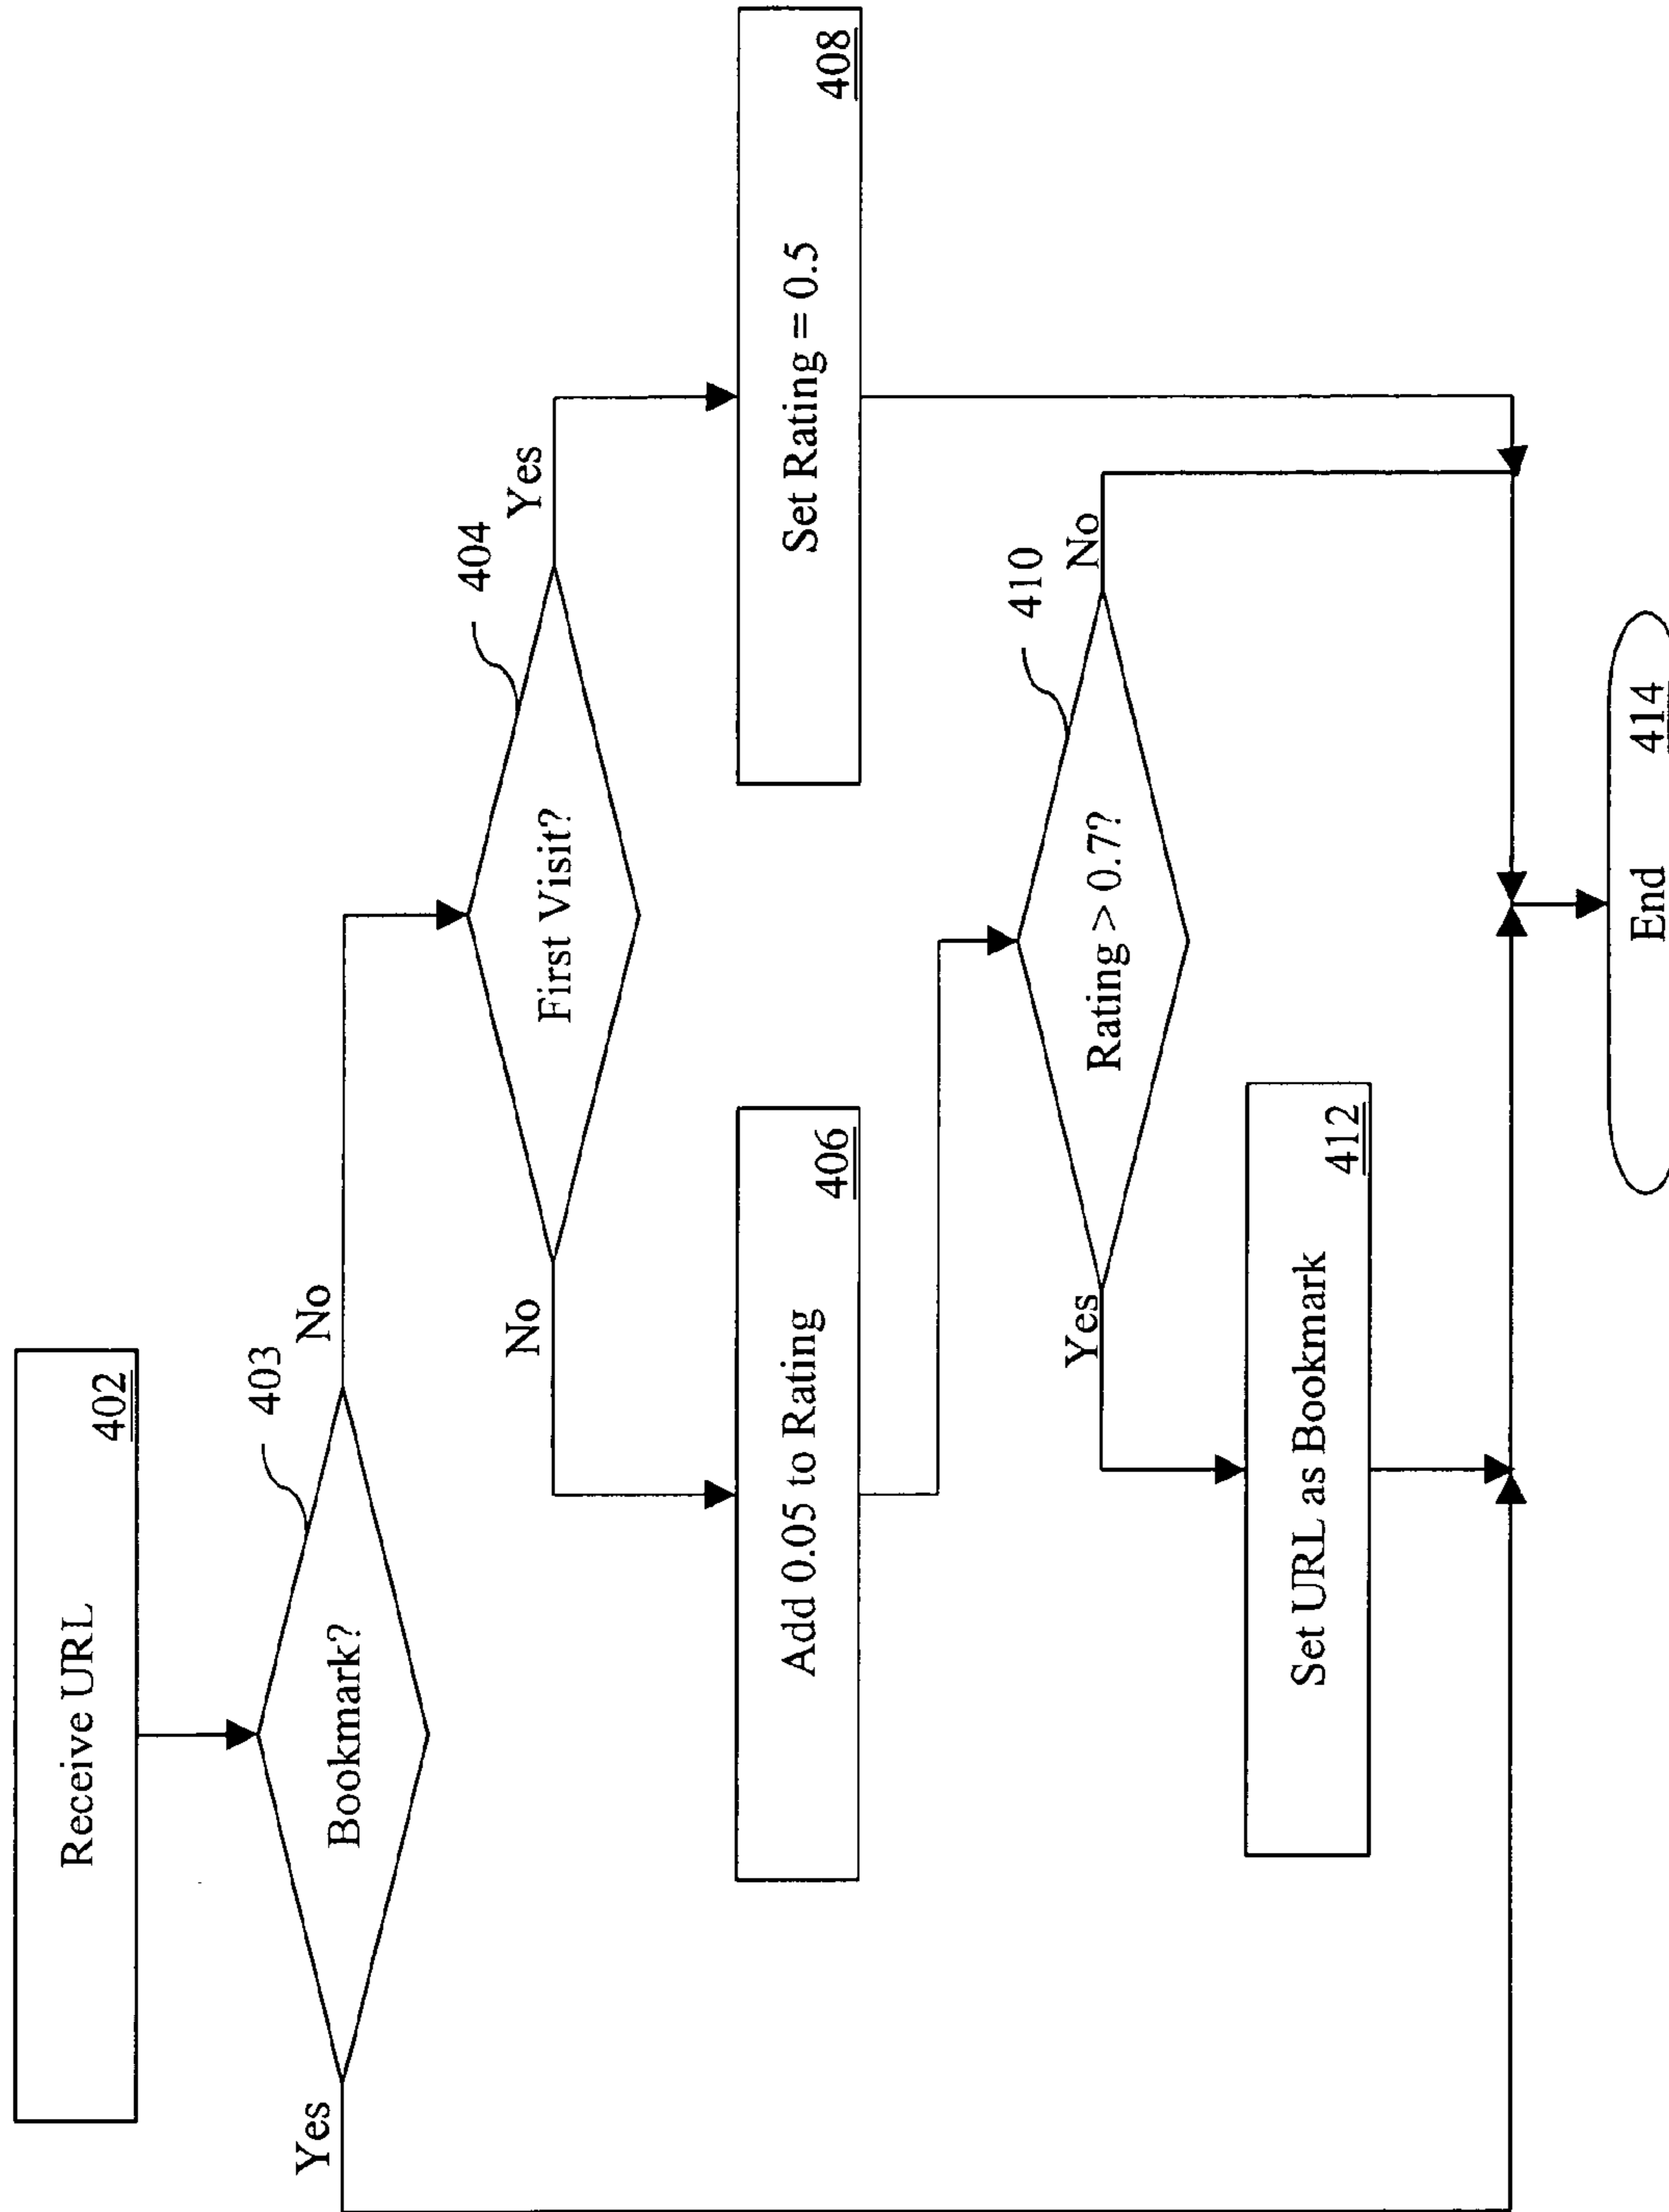 Receive URL
402
Bookmark?
403
Yes
No
First Visit?
404
No
Yes
Add 0.05 to Rating
406
Set Rating = 0.5
408
Rating > 0.7?
410
Yes
No
Set URL as Bookmark
412
End 414